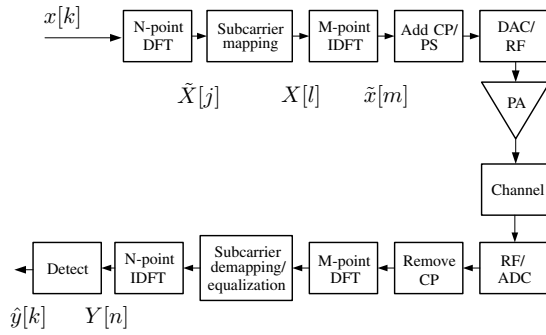 x[k]
N-point
DFT
Subcarrier
mapping
M-point
IDFT
Add CP/
PS
DAC/
RF
X̃[j]
X[l]
x̃[m]
PA
Channel
Detect
N-point
IDFT
Subcarrier
demapping/
equalization
M-point
DFT
Remove
CP
RF/
ADC
ŷ[k]
Y[n]